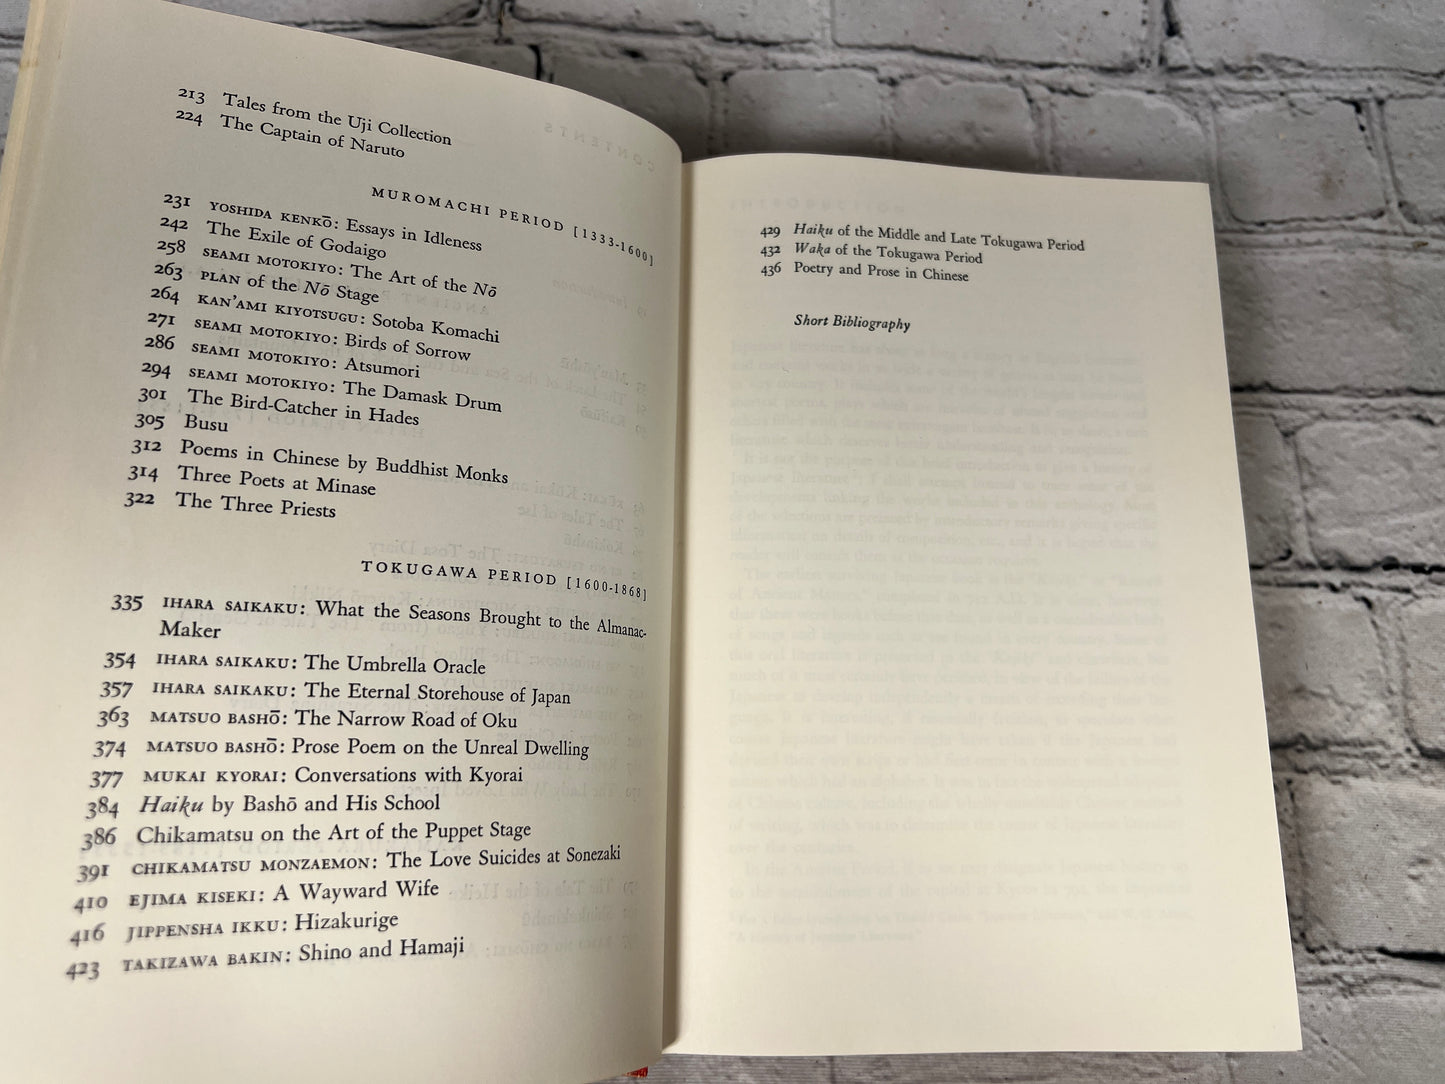 213 Tales from the Uji Collection
224 The Captain of Naruto
MUROMACHI PERIOD [1333-1600]
231 YOSHIDA KENKŌ: Essays in Idleness
242 The Exile of Godaigo
258 SEAMI MOTOKIYO: The Art of the Nō
263 PLAN of the Nō Stage
264 KAN'AMI KIYOTSUGU: Sotoba Komachi
271 SEAMI MOTOKIYO: Birds of Sorrow
286 SEAMI MOTOKIYO: Atsumori
294 SEAMI MOTOKIYO: The Damask Drum
301 The Bird-Catcher in Hades
305 Busu
312 Poems in Chinese by Buddhist Monks
314 Three Poets at Minase
322 The Three Priests
TOKUGAWA PERIOD [1600-1868]
335 IHARA SAIKAKU: What the Seasons Brought to the Almanac-
Maker
354 IHARA SAIKAKU: The Umbrella Oracle
357 IHARA SAIKAKU: The Eternal Storehouse of Japan
363 MATSUO BASHŌ: The Narrow Road of Oku
374 MATSUO BASHŌ: Prose Poem on the Unreal Dwelling
377 MUKAI KYORAI: Conversations with Kyorai
384 Haiku by Bashō and His School
386 Chikamatsu on the Art of the Puppet Stage
391 CHIKAMATSU MONZAEMON: The Love Suicides at Sonezaki
410 EJIMA KISEKI: A Wayward Wife
416 JIPPENSHA IKKU: Hizakurige
423 TAKIZAWA BAKIN: Shino and Hamaji
429 Haiku of the Middle and Late Tokugawa Period
432 Waka of the Tokugawa Period
436 Poetry and Prose in Chinese
Short Bibliography